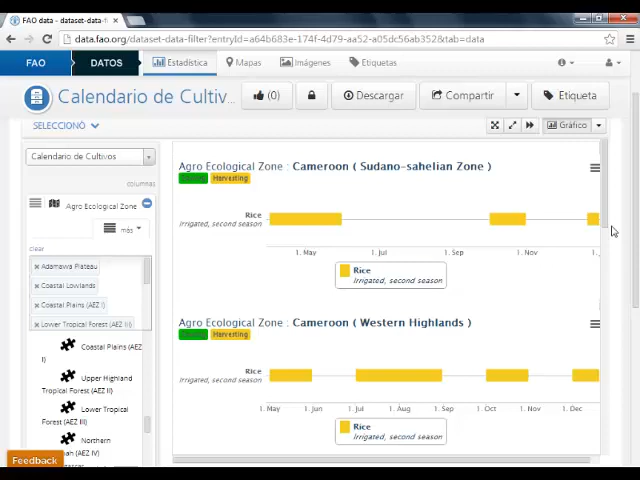 FAO data - dataset-data-fi
data.fao.org/dataset-data-filter?entryId=a64b683e-174f-4d79-aa52-a05dc56ab352&tab=data
FAO DATOS Estadística Mapas Imágenes Etiquetas
Calendario de Cultiv... (0) Descargar Compartir Etiqueta
SELECCIONÓ Gráfico
Calendario de Cultivos
columnas
Agro Ecological Zone
más
clear
× Adamawa Plateau
× Coastal Lowlands
× Coastal Plains (AEZ I)
× Lower Tropical Forest (AEZ III)
Coastal Plains (AEZ
I)
Upper Highland
Tropical Forest (AEZ II)
Lower Tropical
Forest (AEZ III)
Northern
(AEZ IV)
Feedback
Agro Ecological Zone : Cameroon ( Sudano-sahelian Zone )
Harvesting
Rice
Irrigated, second season
1. May 1. Jul 1. Sep 1. Nov
Rice
Irrigated, second season
Agro Ecological Zone : Cameroon ( Western Highlands )
Harvesting
Rice
Irrigated, second season
1. May 1. Jun 1. Jul 1. Aug 1. Sep 1. Oct 1. Nov 1. Dec
Rice
Irrigated, second season